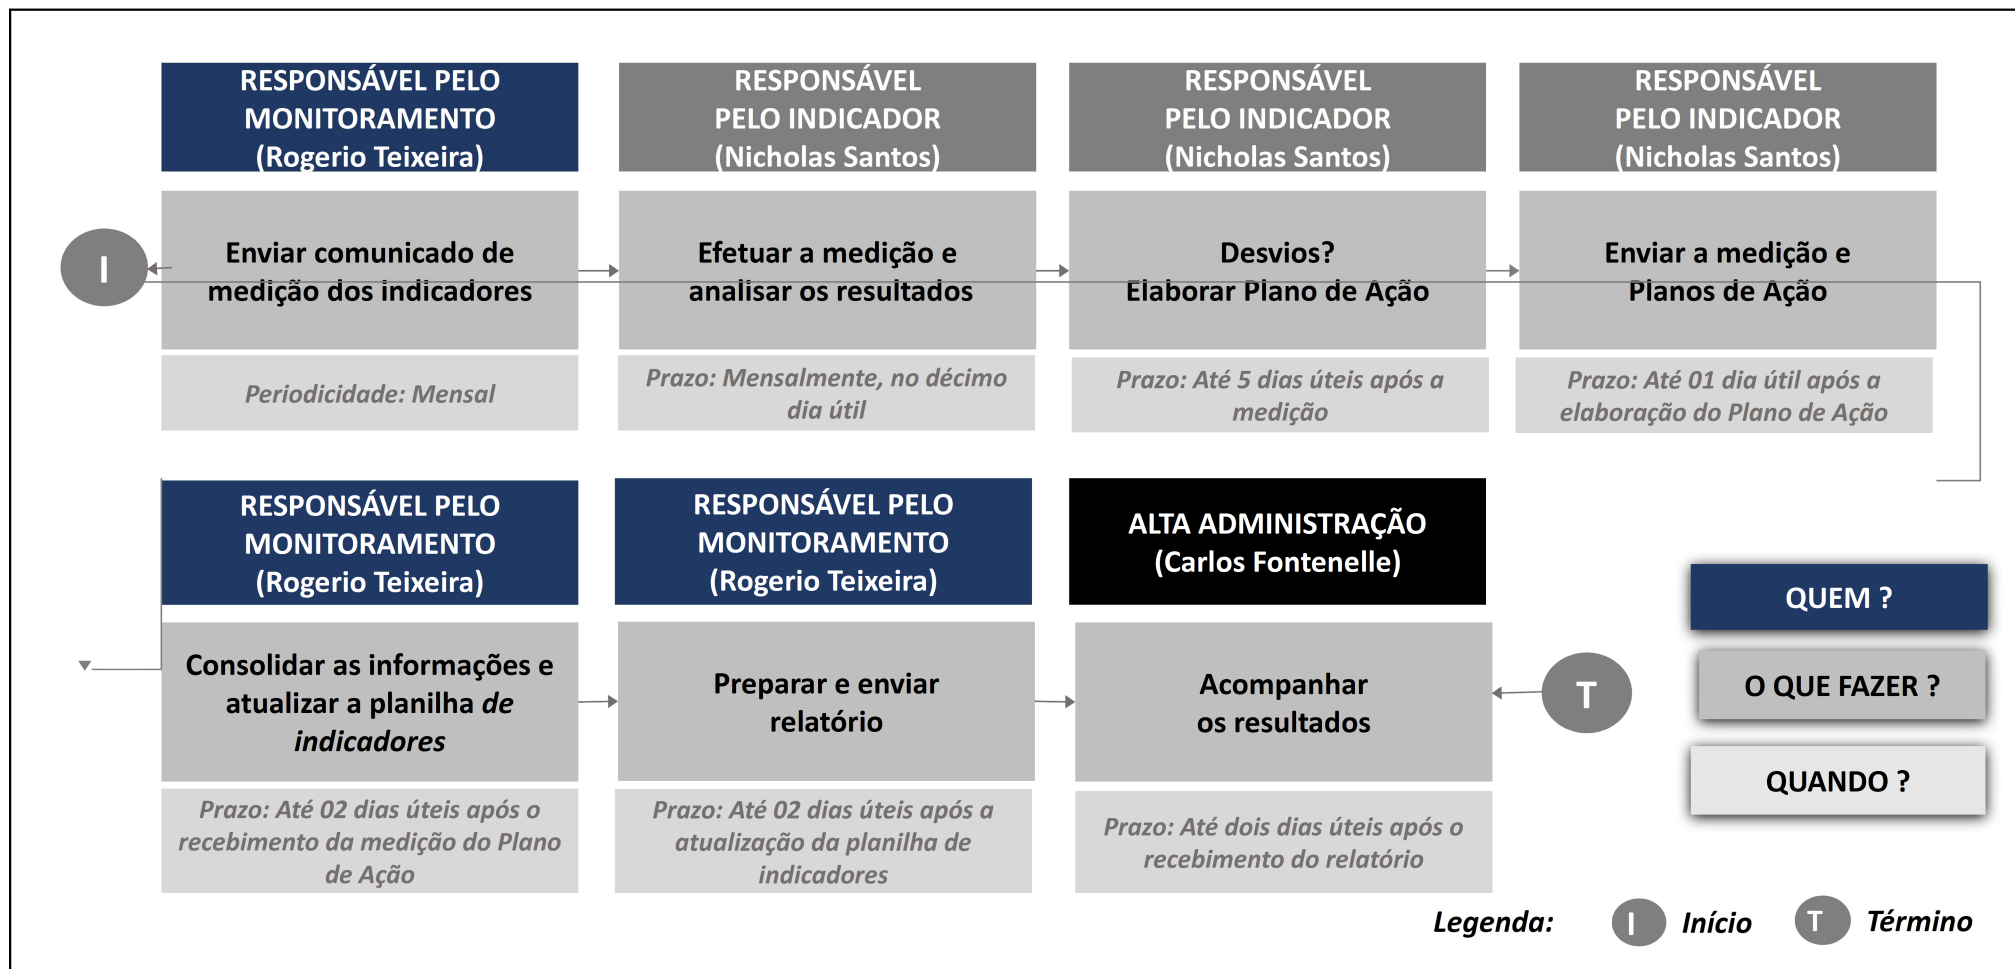 RESPONSÁVEL PELO
MONITORAMENTO
(Rogerio Teixeira)
RESPONSÁVEL
PELO INDICADOR
(Nicholas Santos)
RESPONSÁVEL
PELO INDICADOR
(Nicholas Santos)
RESPONSÁVEL
PELO INDICADOR
(Nicholas Santos)
I
Enviar comunicado de
medição dos indicadores
Efetuar a medição e
analisar os resultados
Desvios?
Elaborar Plano de Ação
Enviar a medição e
Planos de Ação
Periodicidade: Mensal
Prazo: Mensalmente, no décimo
dia útil
Prazo: Até 5 dias úteis após a
medição
Prazo: Até 01 dia útil após a
elaboração do Plano de Ação
RESPONSÁVEL PELO
MONITORAMENTO
(Rogerio Teixeira)
RESPONSÁVEL PELO
MONITORAMENTO
(Rogerio Teixeira)
ALTA ADMINISTRAÇÃO
(Carlos Fontenelle)
Consolidar as informações e
atualizar a planilha de
indicadores
Preparar e enviar
relatório
Acompanhar
os resultados
T
Prazo: Até 02 dias úteis após o
recebimento da medição do Plano
de Ação
Prazo: Até 02 dias úteis após a
atualização da planilha de
indicadores
Prazo: Até dois dias úteis após o
recebimento do relatório
QUEM ?
O QUE FAZER ?
QUANDO ?
Legenda:
I
Início
T
Término